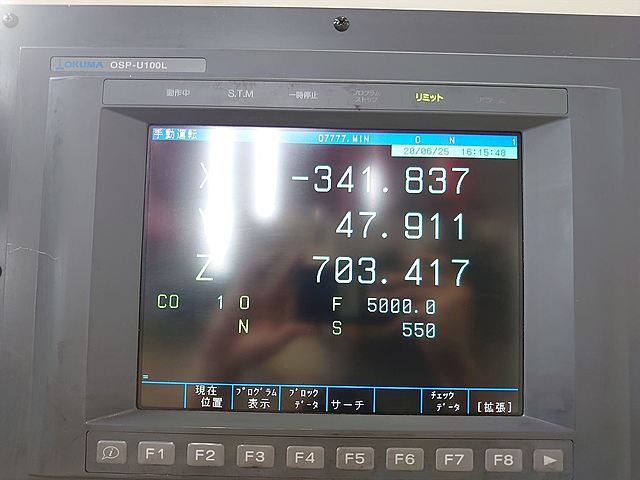 OKUMA OSP-U100L
動作中 S.T.M 一時停止 プログラムストップ リミット アラーム
手動運転 O7777.MIN O N 1
20/06/25 16:15:48
X -341.837
Y 47.911
Z 703.417
CO 1 O F 5000.0
N S 550
=
現在位置 プログラム表示 ブロックデータ サーチ チェックデータ [拡張]
F1 F2 F3 F4 F5 F6 F7 F8